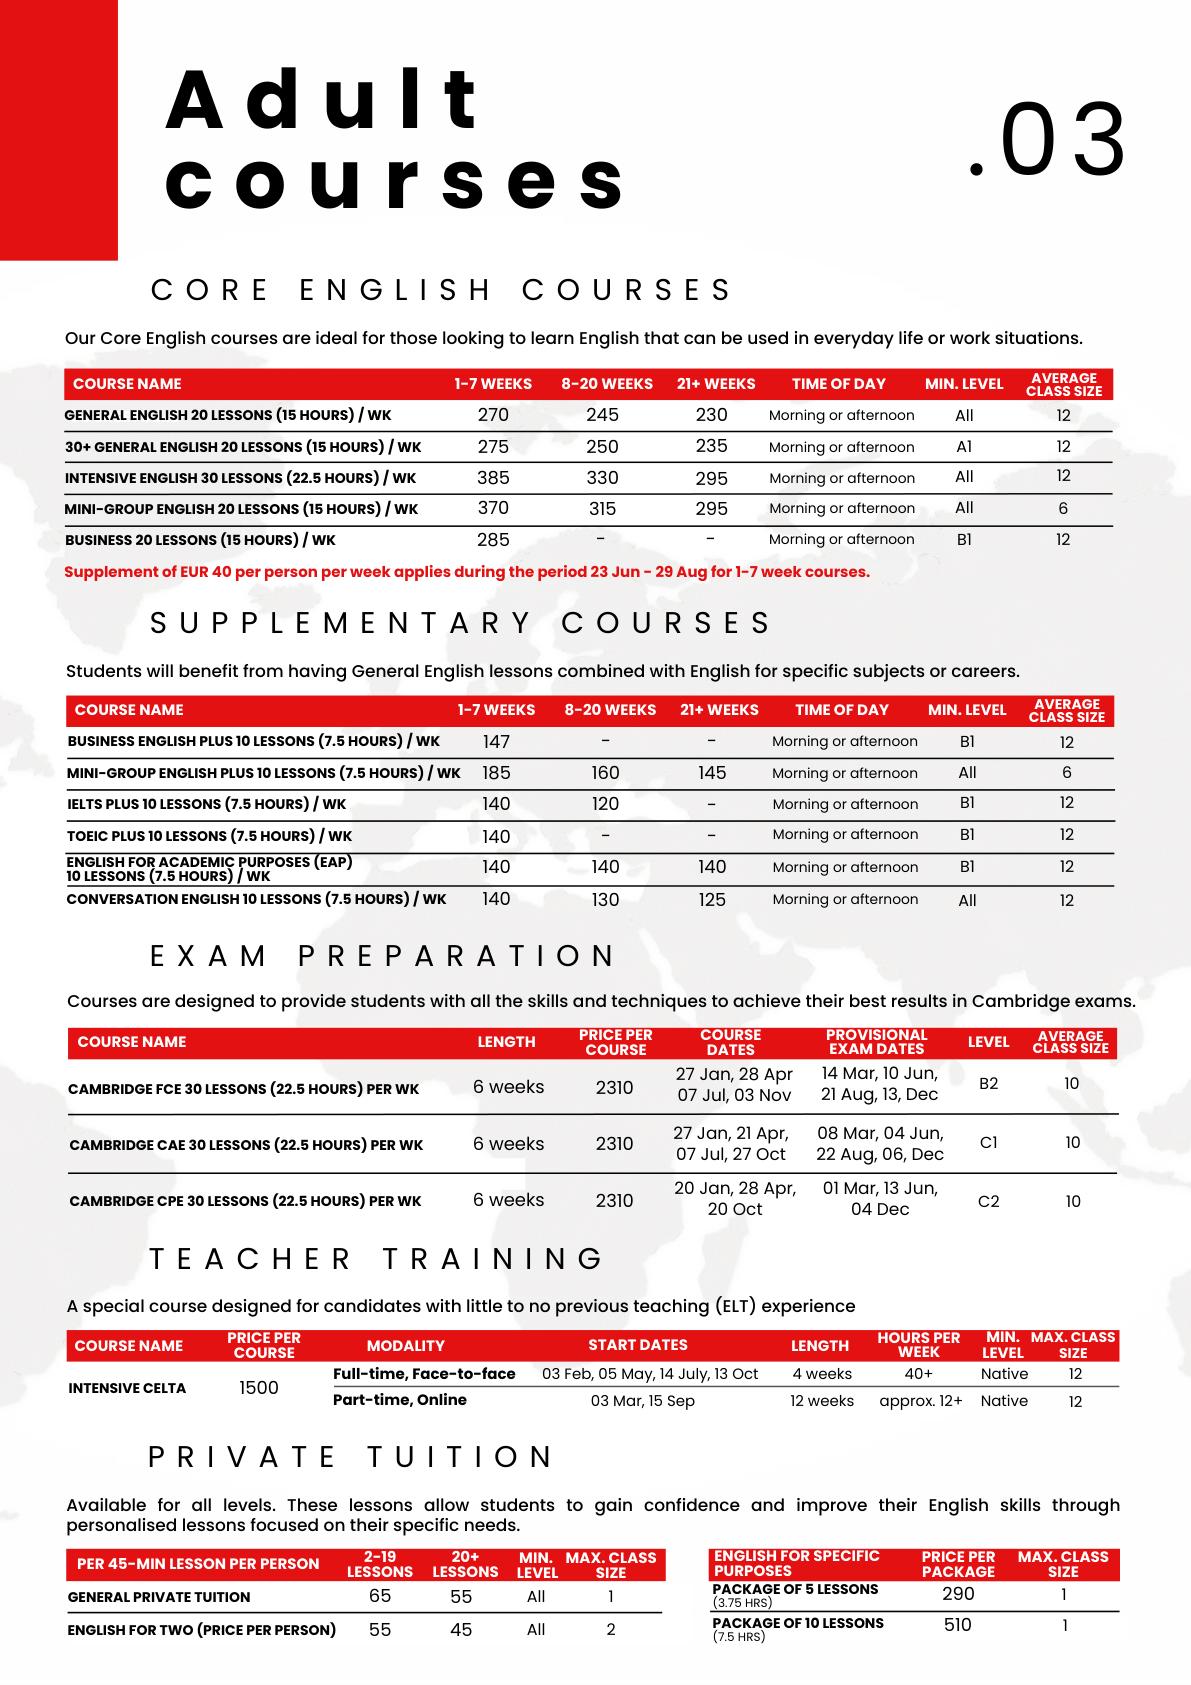 Adult
courses
.03
CORE ENGLISH COURSES
Our Core English courses are ideal for those looking to learn English that can be used in everyday life or work situations.
COURSE NAME 1-7 WEEKS 8-20 WEEKS 21+ WEEKS TIME OF DAY MIN. LEVEL AVERAGE CLASS SIZE
GENERAL ENGLISH 20 LESSONS (15 HOURS) / WK 270 245 230 Morning or afternoon All 12
30+ GENERAL ENGLISH 20 LESSONS (15 HOURS) / WK 275 250 235 Morning or afternoon A1 12
INTENSIVE ENGLISH 30 LESSONS (22.5 HOURS) / WK 385 330 295 Morning or afternoon All 12
MINI-GROUP ENGLISH 20 LESSONS (15 HOURS) / WK 370 315 295 Morning or afternoon All 6
BUSINESS 20 LESSONS (15 HOURS) / WK 285 - - Morning or afternoon B1 12
Supplement of EUR 40 per person per week applies during the period 23 Jun - 29 Aug for 1-7 week courses.
SUPPLEMENTARY COURSES
Students will benefit from having General English lessons combined with English for specific subjects or careers.
COURSE NAME 1-7 WEEKS 8-20 WEEKS 21+ WEEKS TIME OF DAY MIN. LEVEL AVERAGE CLASS SIZE
BUSINESS ENGLISH PLUS 10 LESSONS (7.5 HOURS) / WK 147 - - Morning or afternoon B1 12
MINI-GROUP ENGLISH PLUS 10 LESSONS (7.5 HOURS) / WK 185 160 145 Morning or afternoon All 6
IELTS PLUS 10 LESSONS (7.5 HOURS) / WK 140 120 - Morning or afternoon B1 12
TOEIC PLUS 10 LESSONS (7.5 HOURS) / WK 140 - - Morning or afternoon B1 12
ENGLISH FOR ACADEMIC PURPOSES (EAP)
10 LESSONS (7.5 HOURS) / WK 140 140 140 Morning or afternoon B1 12
CONVERSATION ENGLISH 10 LESSONS (7.5 HOURS) / WK 140 130 125 Morning or afternoon All 12
EXAM PREPARATION
Courses are designed to provide students with all the skills and techniques to achieve their best results in Cambridge exams.
COURSE NAME LENGTH PRICE PER COURSE COURSE DATES PROVISIONAL EXAM DATES LEVEL AVERAGE CLASS SIZE
CAMBRIDGE FCE 30 LESSONS (22.5 HOURS) PER WK 6 weeks 2310 27 Jan, 28 Apr 14 Mar, 10 Jun, B2 10
07 Jul, 03 Nov 21 Aug, 13, Dec
CAMBRIDGE CAE 30 LESSONS (22.5 HOURS) PER WK 6 weeks 2310 27 Jan, 21 Apr, 08 Mar, 04 Jun, C1 10
07 Jul, 27 Oct 22 Aug, 06, Dec
CAMBRIDGE CPE 30 LESSONS (22.5 HOURS) PER WK 6 weeks 2310 20 Jan, 28 Apr, 01 Mar, 13 Jun, C2 10
20 Oct 04 Dec
TEACHER TRAINING
A special course designed for candidates with little to no previous teaching (ELT) experience
COURSE NAME PRICE PER COURSE MODALITY START DATES LENGTH HOURS PER WEEK MIN. LEVEL MAX. CLASS SIZE
INTENSIVE CELTA 1500 Full-time, Face-to-face 03 Feb, 05 May, 14 July, 13 Oct 4 weeks 40+ Native 12
Part-time, Online 03 Mar, 15 Sep 12 weeks approx. 12+ Native 12
PRIVATE TUITION
Available for all levels. These lessons allow students to gain confidence and improve their English skills through
personalised lessons focused on their specific needs.
PER 45-MIN LESSON PER PERSON 2-19 LESSONS 20+ LESSONS MIN. LEVEL MAX. CLASS SIZE
GENERAL PRIVATE TUITION 65 55 All 1
ENGLISH FOR TWO (PRICE PER PERSON) 55 45 All 2
ENGLISH FOR SPECIFIC PURPOSES PRICE PER PACKAGE MAX. CLASS SIZE
PACKAGE OF 5 LESSONS 290 1
(3.75 HRS)
PACKAGE OF 10 LESSONS 510 1
(7.5 HRS)